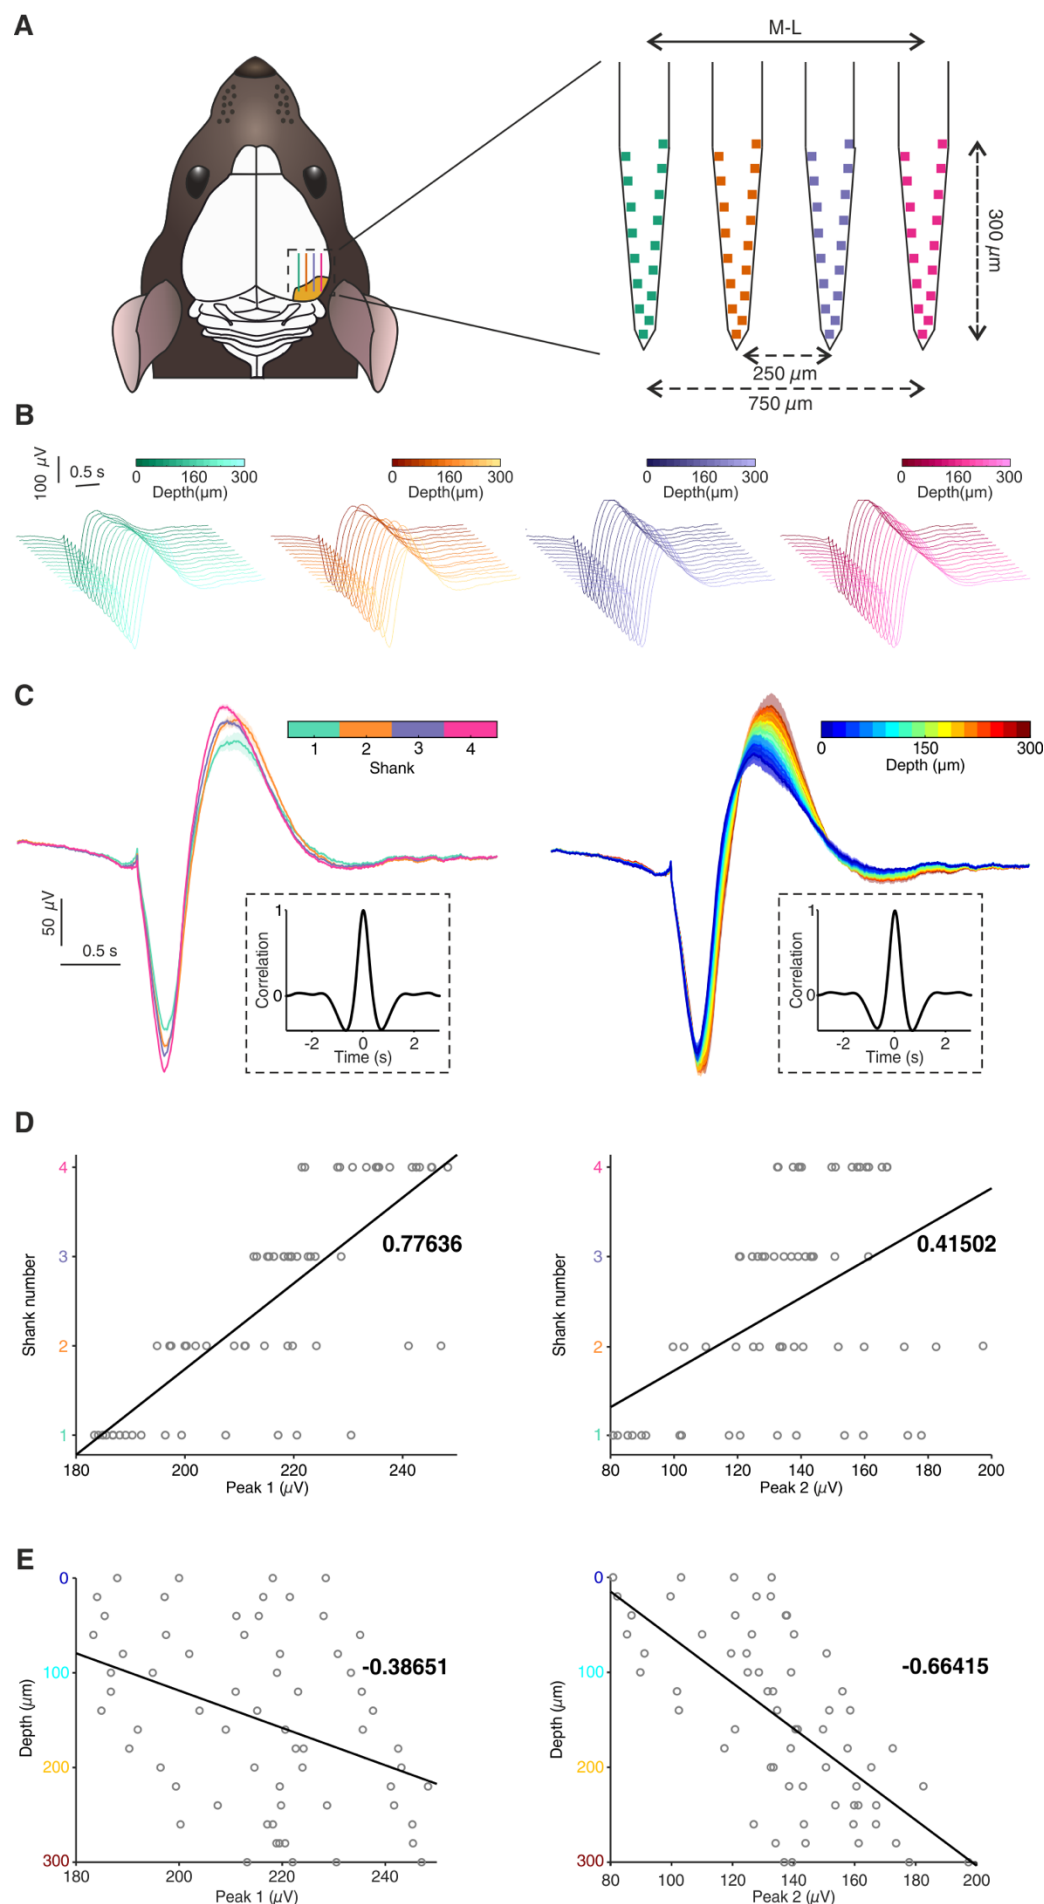 A
M-L
300 µm
250 µm
750 µm
B
100 µV
0.5 s
0 160 300
Depth(µm)
0 160 300
Depth(µm)
0 160 300
Depth(µm)
0 160 300
Depth(µm)
C
1 2 3 4
Shank
0 150 300
Depth (µm)
50 µV
0.5 s
Correlation
1
0
-2 0 2
Time (s)
Correlation
1
0
-2 0 2
Time (s)
D
Shank number
4
3
2
1
0.77636
180 200 220 240
Peak 1 (µV)
Shank number
4
3
2
1
0.41502
80 100 120 140 160 180 200
Peak 2 (µV)
E
Depth (µm)
0
100
200
300
-0.38651
180 200 220 240
Peak 1 (µV)
Depth (µm)
0
100
200
300
-0.66415
80 100 120 140 160 180 200
Peak 2 (µV)